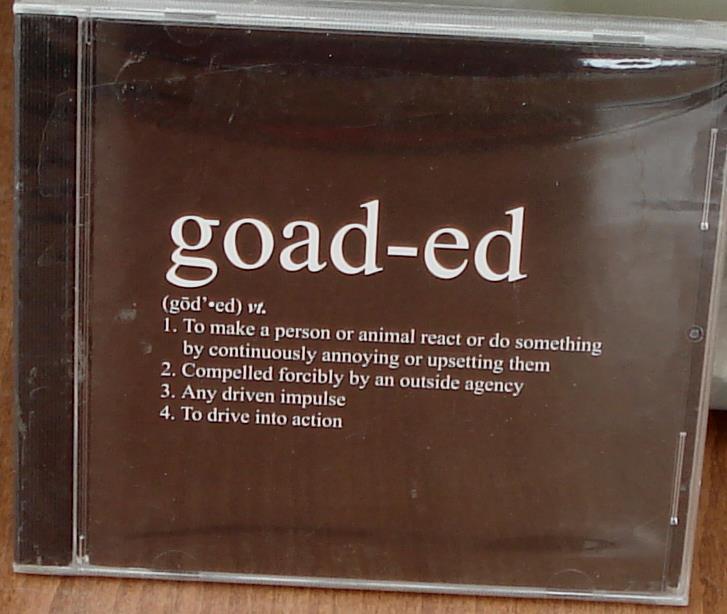 goad-ed
(gōd'•ed) vt.
1. To make a person or animal react or do something
by continuously annoying or upsetting them
2. Compelled forcibly by an outside agency
3. Any driven impulse
4. To drive into action